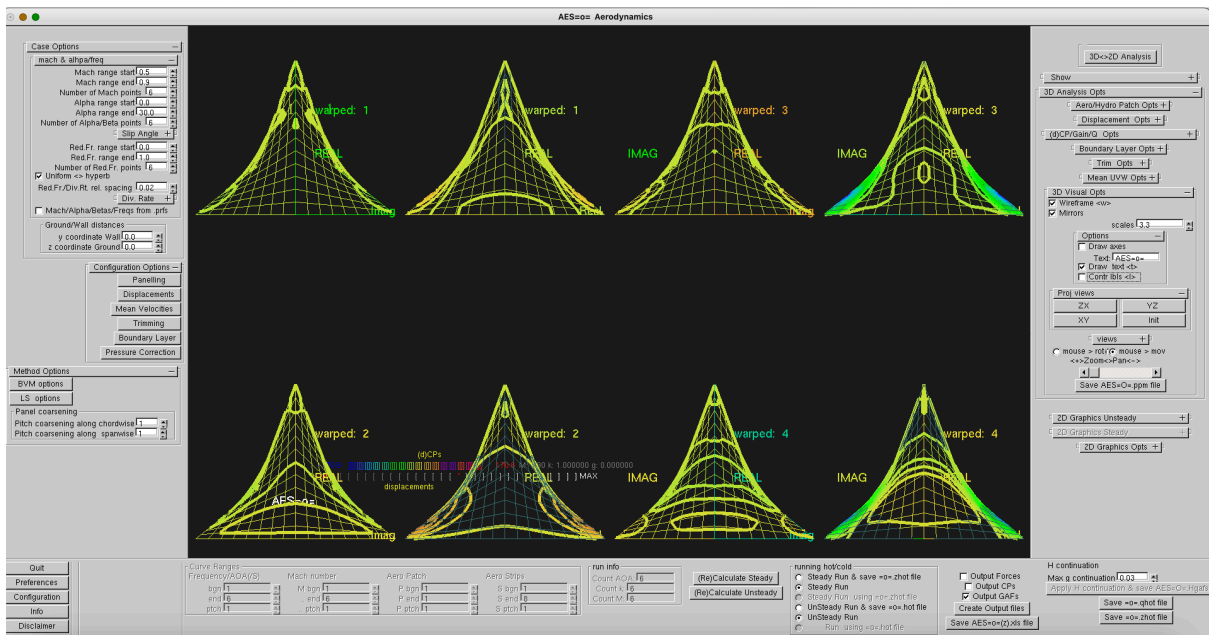 AES=o= Aerodynamics
Case Options
mach & alhpa/freq
Mach range start 0.5
Mach range end 0.9
Number of Mach points 6
Alpha range start 0.0
Alpha range end 30.0
Number of Alpha/Beta points 6
Slip Angle +
Red.Fr. range start 0.0
Red.Fr. range end 1.0
Number of Red.Fr. points 6
Uniform <> hyperb
Red.Fr/Div.Rt. rel. spacing 0.02
Div. Rate +
Mach/Alpha/Betas/Freqs from .prfs
Ground/Wall distances
y coordinate Wall 0.0
z coordinate Ground 0.0
Configuration Options
Panelling
Displacements
Mean Velocities
Trimming
Boundary Layer
Pressure Correction
Method Options
BVM options
LS options
Panel coarsening
Pitch coarsening along chordwise 1
Pitch coarsening along spanwise 1
warped: 1
REAL
Imag
warped: 1
REAL
Real
warped: 3
IMAG
REAL
warped: 3
IMAG
REAL
warped: 2
REAL
AES=o=
Imag
(d)CPs
k: 1.000000 g: 0.000000
MAX
displacements
warped: 2
REAL
Real
warped: 4
IMAG
REAL
Imag
warped: 4
IMAG
REAL
3D<>2D Analysis
Show +
3D Analysis Opts
Aero/Hydro Patch Opts +
Displacement Opts +
(d)CP/Gain/Q Opts +
Boundary Layer Opts +
Trim Opts +
Mean UVW Opts +
3D Visual Opts
Wireframe <w>
Mirrors
scales 3.3
Options
Draw axes
Text: AES=o=
Draw text <t>
Contr lbls <l>
Proj views
ZX YZ
XY Init
views +
mouse > rot mouse > mov
<+>Zoom<>Pan<->
Save AES=O=.ppm file
2D Graphics Unsteady +
2D Graphics Steady +
2D Graphics Opts +
Quit
Preferences
Configuration
Info
Disclaimer
Curve Ranges
Frequency/AOA(/S) Mach number Aero Patch Aero Strips
bgn 1 M bgn 1 P bgn 1 S bgn 1
.. end 6 .. end 6 P end 6 S end 6
ptch 1 .. ptch 1 P ptch 1 S ptch 1
run info
Count AOA: 6
Count k: 6
Count M: 6
(Re)Calculate Steady
(Re)Calculate Unsteady
running hot/cold
Steady Run & save =o=.zhot file
Steady Run
Steady Run using =o=.zhot file
UnSteady Run & save =o=.hot file
UnSteady Run
Run using =o=.hot file
Output Forces
Output CPs
Output GAFs
Create Output files
Save AES=o=(z).xls file
H continuation
Max g continuation 0.03
Apply H continuation & save AES=O= Hgafs
Save =o=.qhot file
Save =o=.zhot file